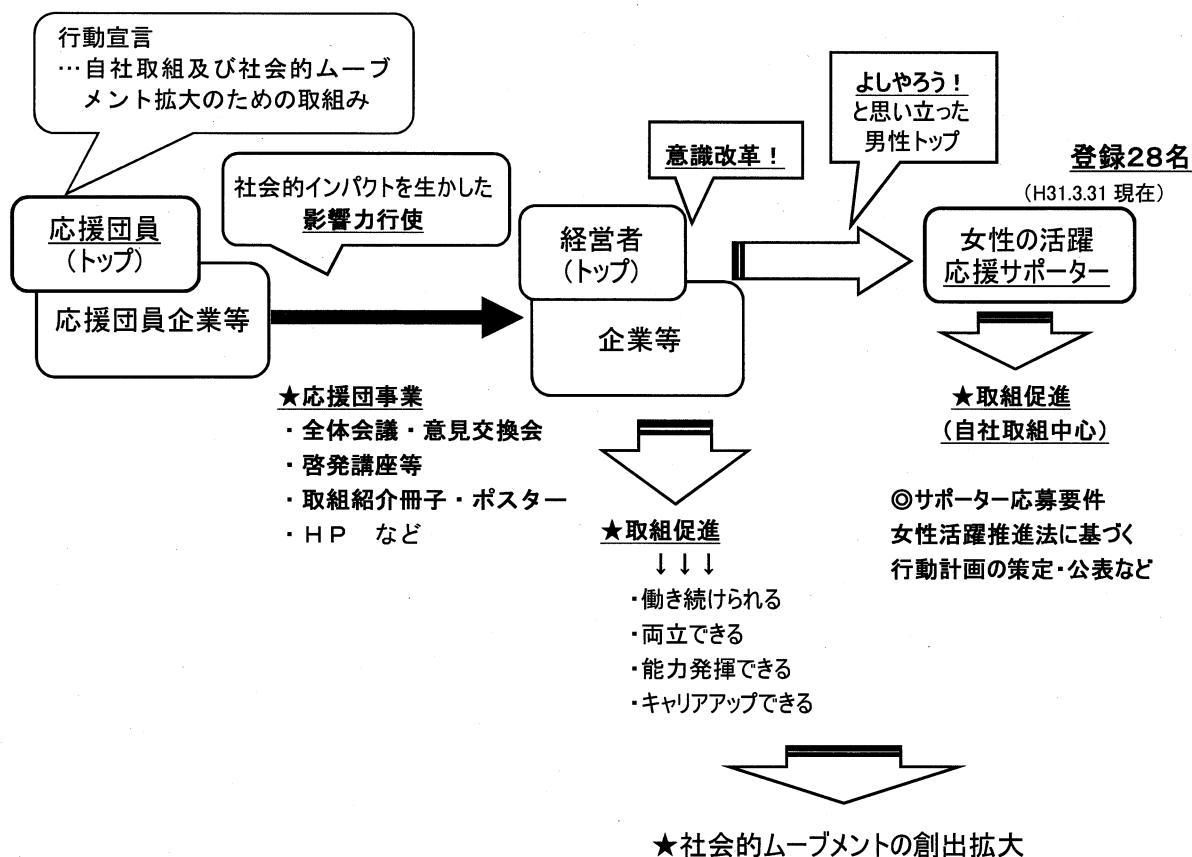 行動宣言
…自社取組及び社会的ムーブ
メント拡大のための取組み
社会的インパクトを生かした
影響力行使
応援団員
(トップ)
応援団員企業等
★応援団事業
・全体会議・意見交換会
・啓発講座等
・取組紹介冊子・ポスター
・ＨＰ　など
意識改革！
経営者
(トップ)
企業等
★取組促進
↓↓↓
・働き続けられる
・両立できる
・能力発揮できる
・キャリアアップできる
よしやろう！
と思い立った
男性トップ
登録２８名
（H31.3.31 現在）
女性の活躍
応援サポーター
★取組促進
（自社取組中心）
◎サポーター応募要件
女性活躍推進法に基づく
行動計画の策定・公表など
★社会的ムーブメントの創出拡大